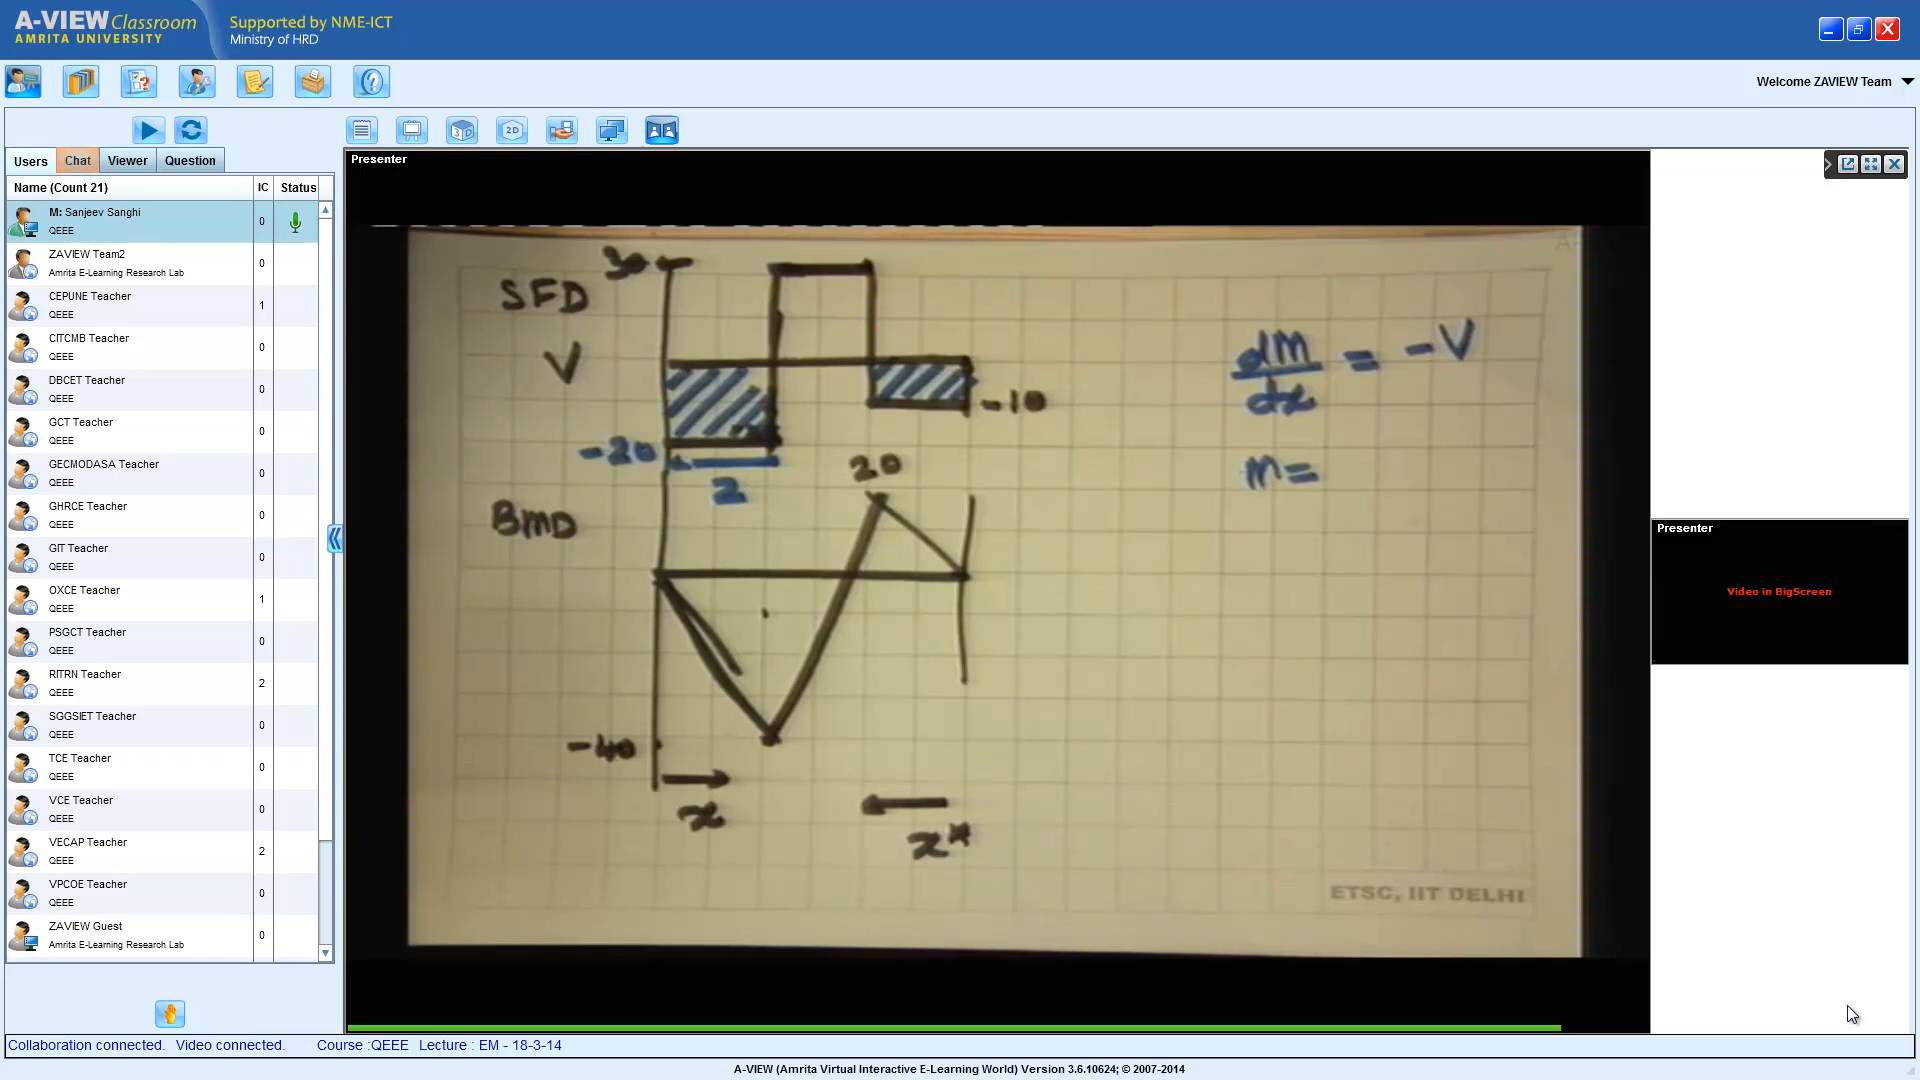 A-VIEW Classroom
AMRITA UNIVERSITY
Supported by NME-ICT
Ministry of HRD
Welcome ZAVIEW Team
3D
2D
Users
Chat
Viewer
Question
Name (Count 21)
IC
Status
M: Sanjeev Sanghi
QEEE
0
ZAVIEW Team2
Amrita E-Learning Research Lab
0
CEPUNE Teacher
QEEE
1
CITCMB Teacher
QEEE
0
DBCET Teacher
QEEE
0
GCT Teacher
QEEE
0
GECMODASA Teacher
QEEE
0
GHRCE Teacher
QEEE
0
GIT Teacher
QEEE
0
OXCE Teacher
QEEE
1
PSGCT Teacher
QEEE
0
RITRN Teacher
QEEE
2
SGGSIET Teacher
QEEE
0
TCE Teacher
QEEE
0
VCE Teacher
QEEE
0
VECAP Teacher
QEEE
2
VPCOE Teacher
QEEE
0
ZAVIEW Guest
Amrita E-Learning Research Lab
0
Presenter
30
SFD
V
-10
-20
2
20
BMD
-40
x
x*
dM/dx = -V
M =
ETSC, IIT DELHI
Presenter
Video in BigScreen
Collaboration connected. Video connected. Course :QEEE Lecture : EM - 18-3-14
A-VIEW (Amrita Virtual Interactive E-Learning World) Version 3.6.10624; © 2007-2014